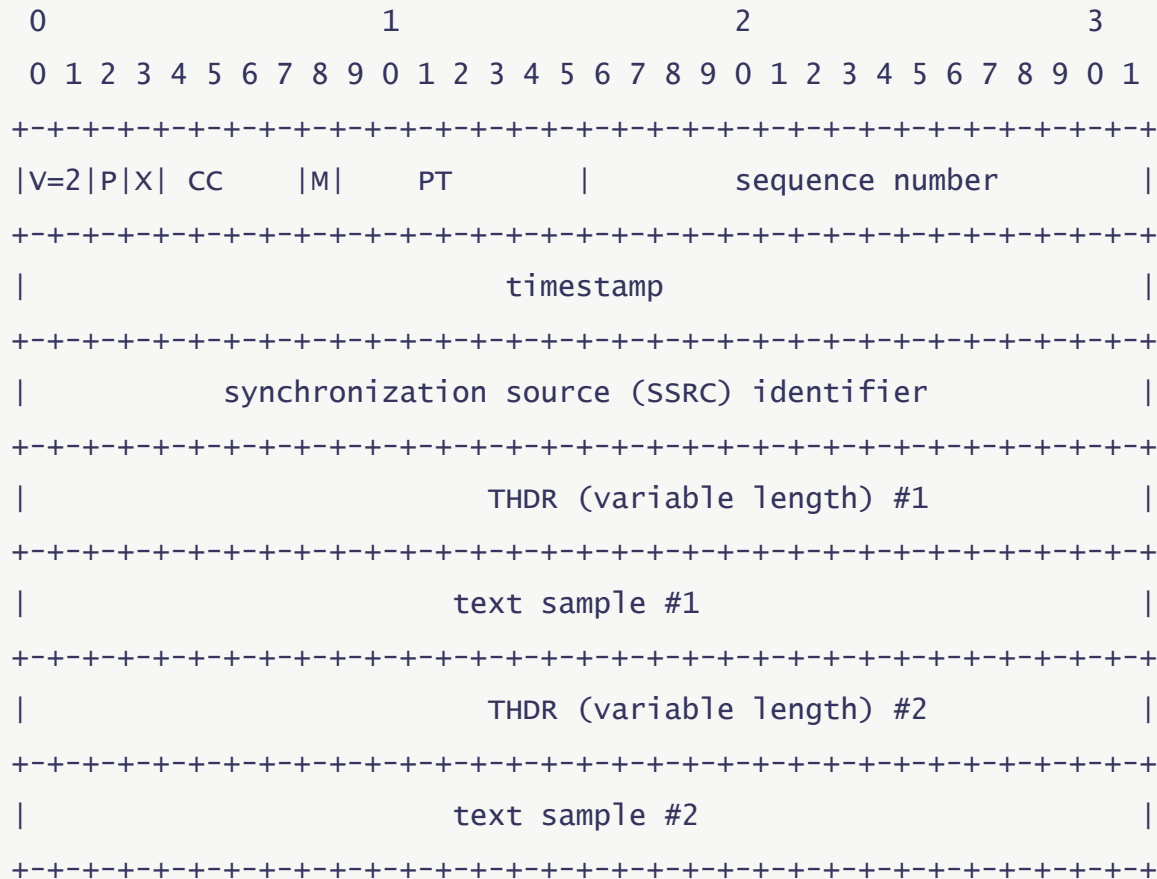 0                   1                   2                   3
 0 1 2 3 4 5 6 7 8 9 0 1 2 3 4 5 6 7 8 9 0 1 2 3 4 5 6 7 8 9 0 1
+-+-+-+-+-+-+-+-+-+-+-+-+-+-+-+-+-+-+-+-+-+-+-+-+-+-+-+-+-+-+-+-+
|V=2|P|X| CC    |M|    PT       |        sequence number        |
+-+-+-+-+-+-+-+-+-+-+-+-+-+-+-+-+-+-+-+-+-+-+-+-+-+-+-+-+-+-+-+-+
|                           timestamp                           |
+-+-+-+-+-+-+-+-+-+-+-+-+-+-+-+-+-+-+-+-+-+-+-+-+-+-+-+-+-+-+-+-+
|           synchronization source (SSRC) identifier            |
+-+-+-+-+-+-+-+-+-+-+-+-+-+-+-+-+-+-+-+-+-+-+-+-+-+-+-+-+-+-+-+-+
|                          THDR (variable length) #1            |
+-+-+-+-+-+-+-+-+-+-+-+-+-+-+-+-+-+-+-+-+-+-+-+-+-+-+-+-+-+-+-+-+
|                        text sample #1                         |
+-+-+-+-+-+-+-+-+-+-+-+-+-+-+-+-+-+-+-+-+-+-+-+-+-+-+-+-+-+-+-+-+
|                          THDR (variable length) #2            |
+-+-+-+-+-+-+-+-+-+-+-+-+-+-+-+-+-+-+-+-+-+-+-+-+-+-+-+-+-+-+-+-+
|                        text sample #2                         |
+-+-+-+-+-+-+-+-+-+-+-+-+-+-+-+-+-+-+-+-+-+-+-+-+-+-+-+-+-+-+-+-+